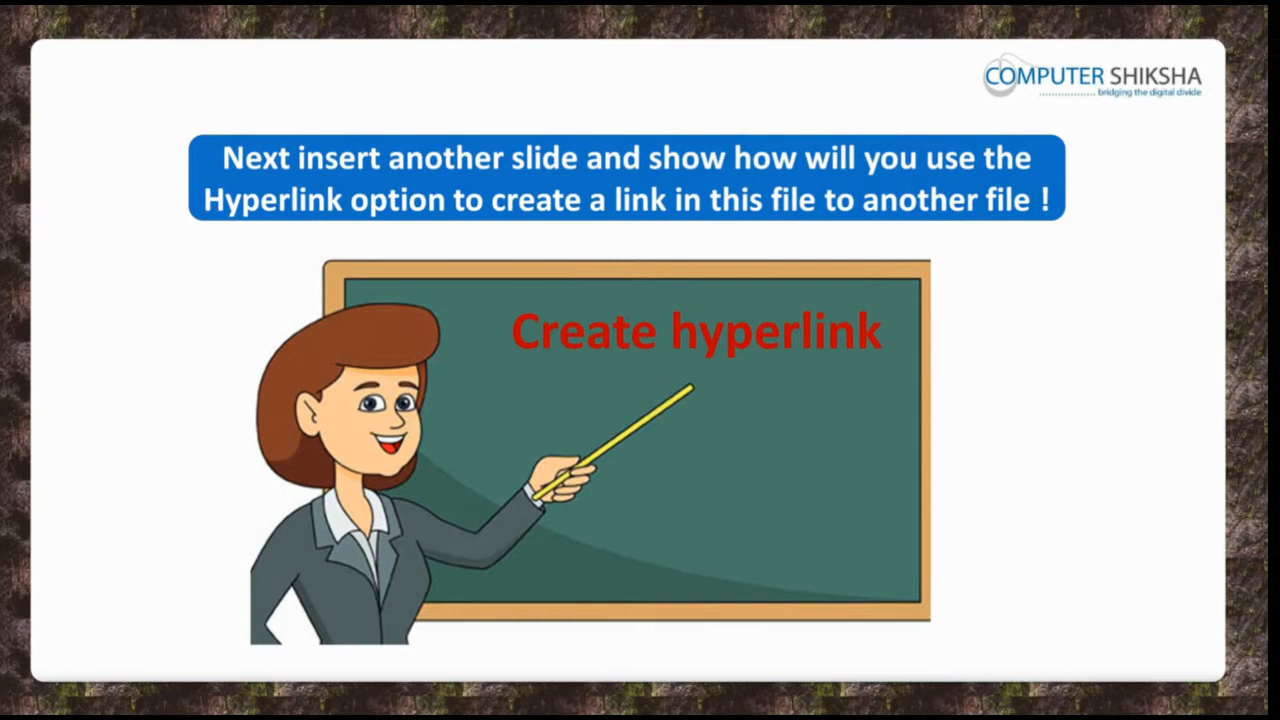 COMPUTER SHIKSHA
bridging the digital divide
Next insert another slide and show how will you use the
Hyperlink option to create a link in this file to another file !
Create hyperlink